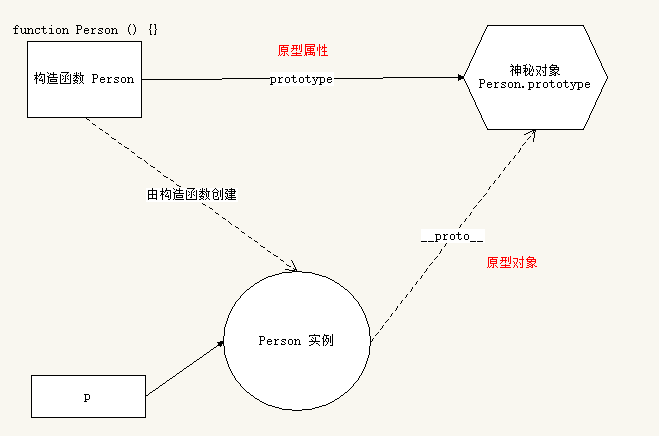 function Person () {}
构造函数 Person
原型属性
prototype
神秘对象
Person.prototype
由构造函数创建
__proto__
原型对象
Person 实例
p